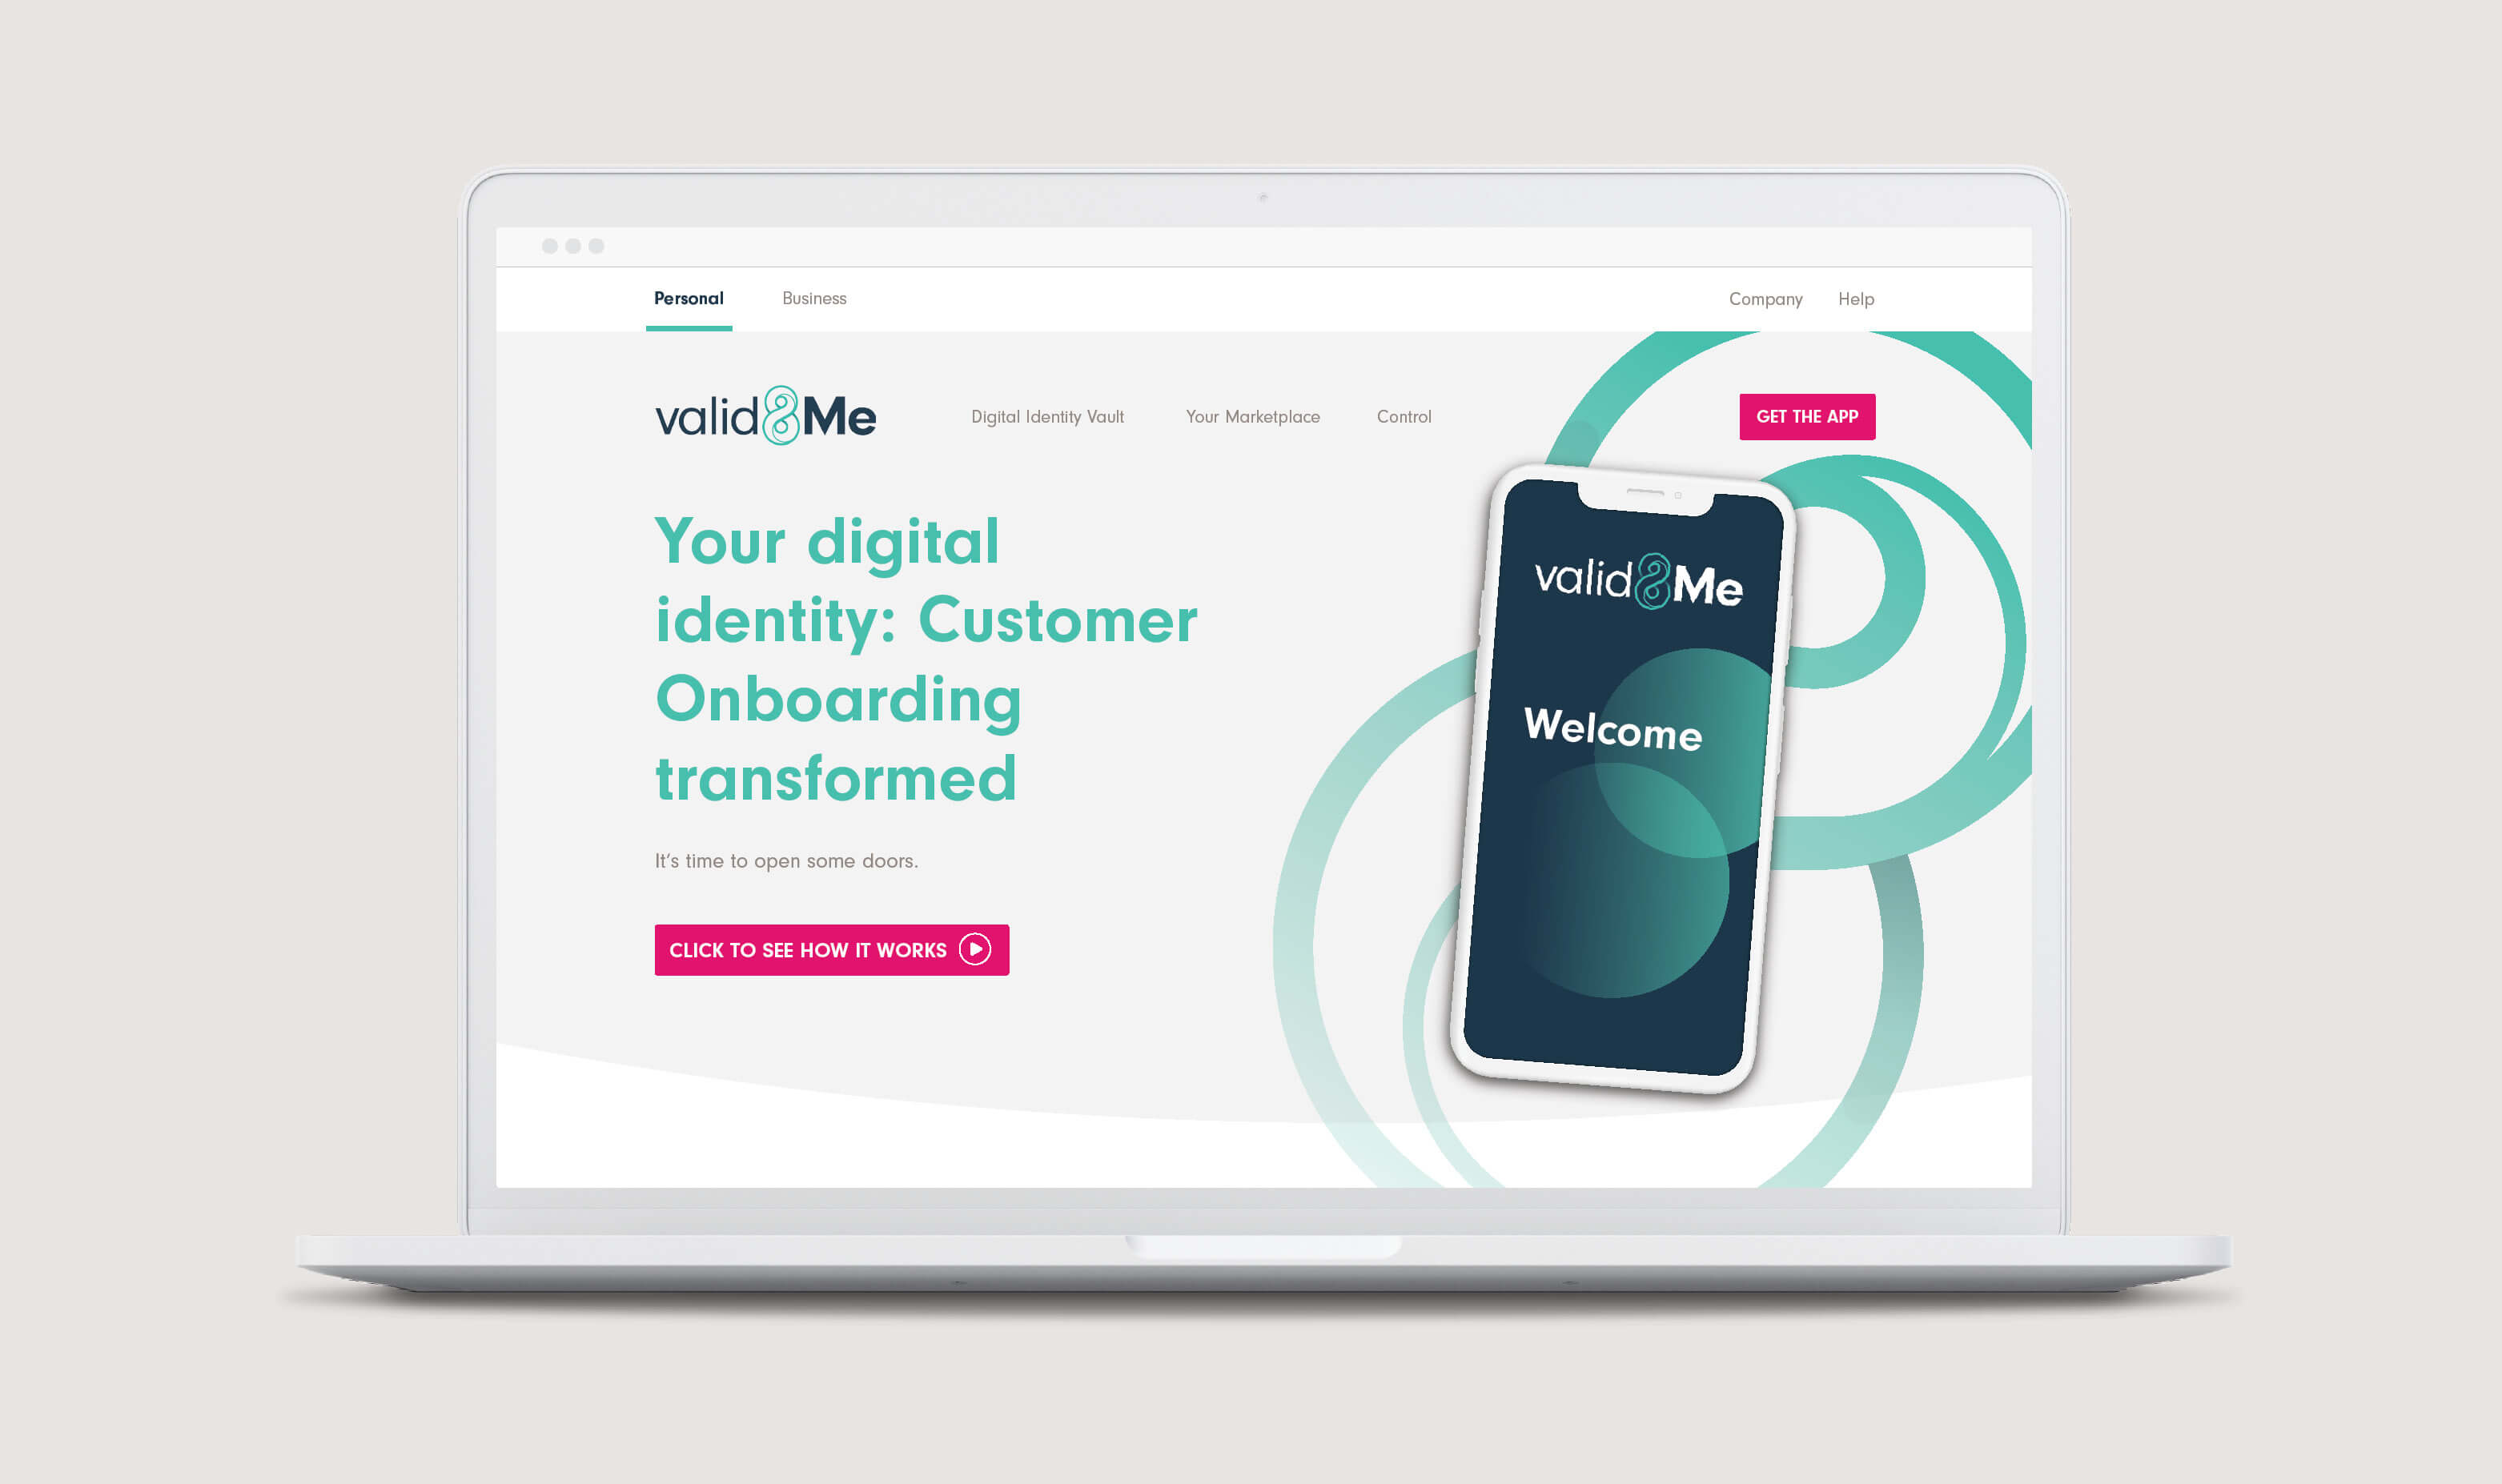 Personal Business Company Help
valid8Me Digital Identity Vault Your Marketplace Control GET THE APP
Your digital
identity: Customer
Onboarding
transformed
It's time to open some doors.
CLICK TO SEE HOW IT WORKS
valid8Me
Welcome